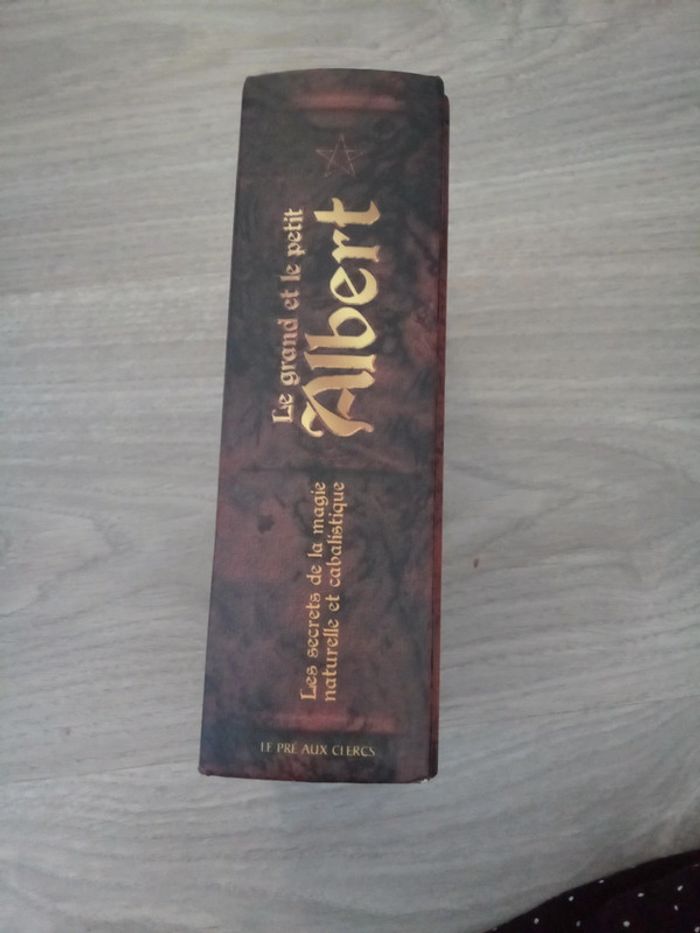 Le grand et le petit
Albert
Les secrets de la magie
naturelle et cabalistique
LE PRÉ AUX CLERCS